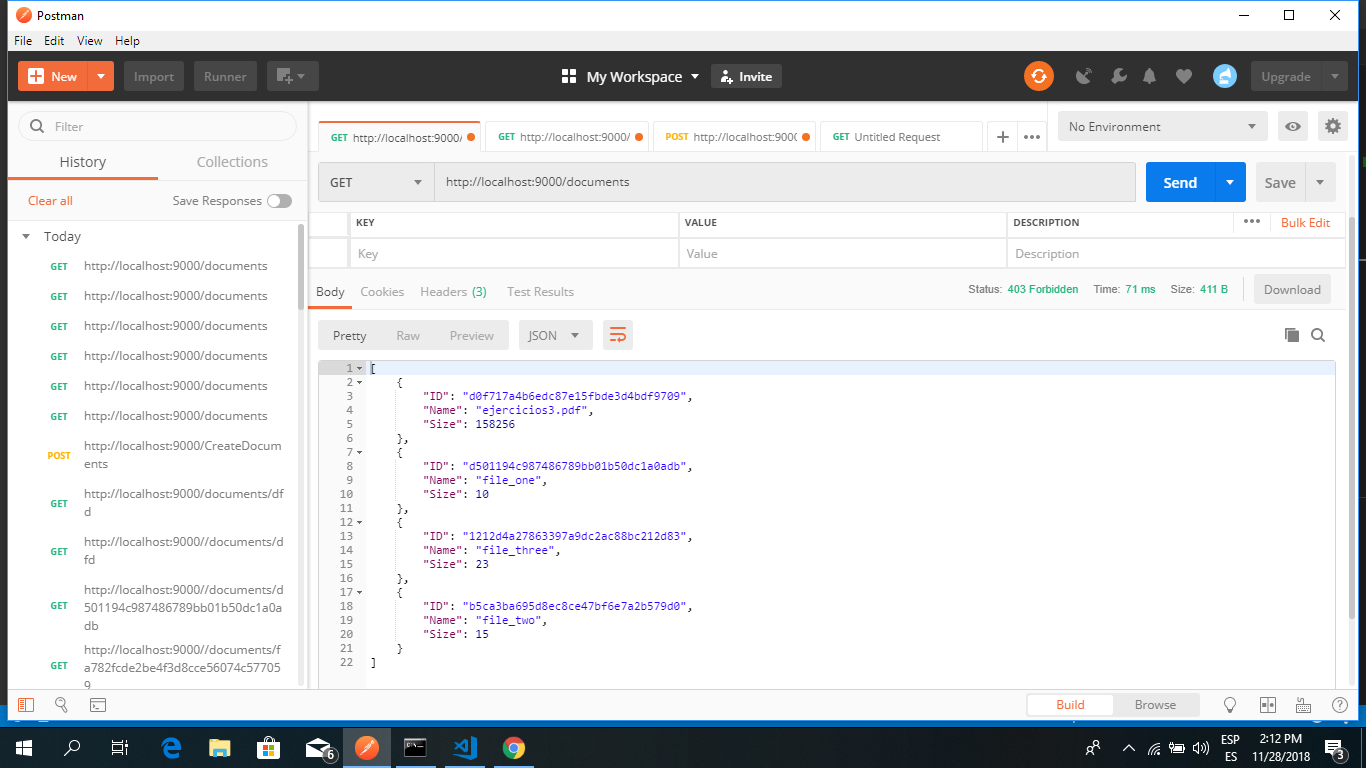 Postman
File Edit View Help
New Import Runner My Workspace Invite Upgrade
Filter
History Collections
Clear all Save Responses
Today
GET http://localhost:9000/documents
GET http://localhost:9000/documents
GET http://localhost:9000/documents
GET http://localhost:9000/documents
GET http://localhost:9000/documents
GET http://localhost:9000/documents
POST http://localhost:9000/CreateDocum
ents
GET http://localhost:9000/documents/df
d
GET http://localhost:9000//documents/d
fd
GET http://localhost:9000//documents/d
501194c987486789bb01b50dc1a0a
db
GET http://localhost:9000//documents/f
a782fcde2be4f3d8cce56074c57705
9
GET http://localhost:9000/ GET http://localhost:9000/ POST http://localhost:900( GET Untitled Request + ••• No Environment
GET http://localhost:9000/documents Send Save
KEY VALUE DESCRIPTION ••• Bulk Edit
Key Value Description
Body Cookies Headers (3) Test Results Status: 403 Forbidden Time: 71 ms Size: 411 B Download
Pretty Raw Preview JSON
1 [
2 {
3 "ID": "d0f717a4b6edc87e15fbde3d4bdf9709",
4 "Name": "ejercicios3.pdf",
5 "Size": 158256
6 },
7 {
8 "ID": "d501194c987486789bb01b50dc1a0adb",
9 "Name": "file_one",
10 "Size": 10
11 },
12 {
13 "ID": "1212d4a27863397a9dc2ac88bc212d83",
14 "Name": "file_three",
15 "Size": 23
16 },
17 {
18 "ID": "b5ca3ba695d8ec8ce47bf6e7a2b579d0",
19 "Name": "file_two",
20 "Size": 15
21 }
22 ]
Build Browse
6 ESP 2:12 PM
ES 11/28/2018 3